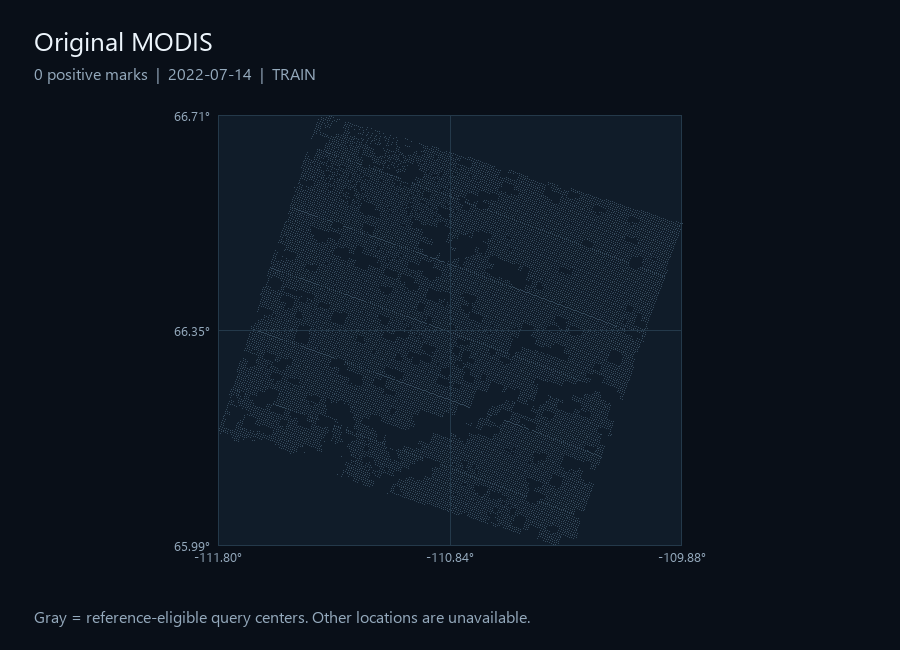 Original MODIS
0 positive marks | 2022-07-14 | TRAIN
66.71°
66.35°
65.99°
-111.80°
-110.84°
-109.88°
Gray = reference-eligible query centers. Other locations are unavailable.